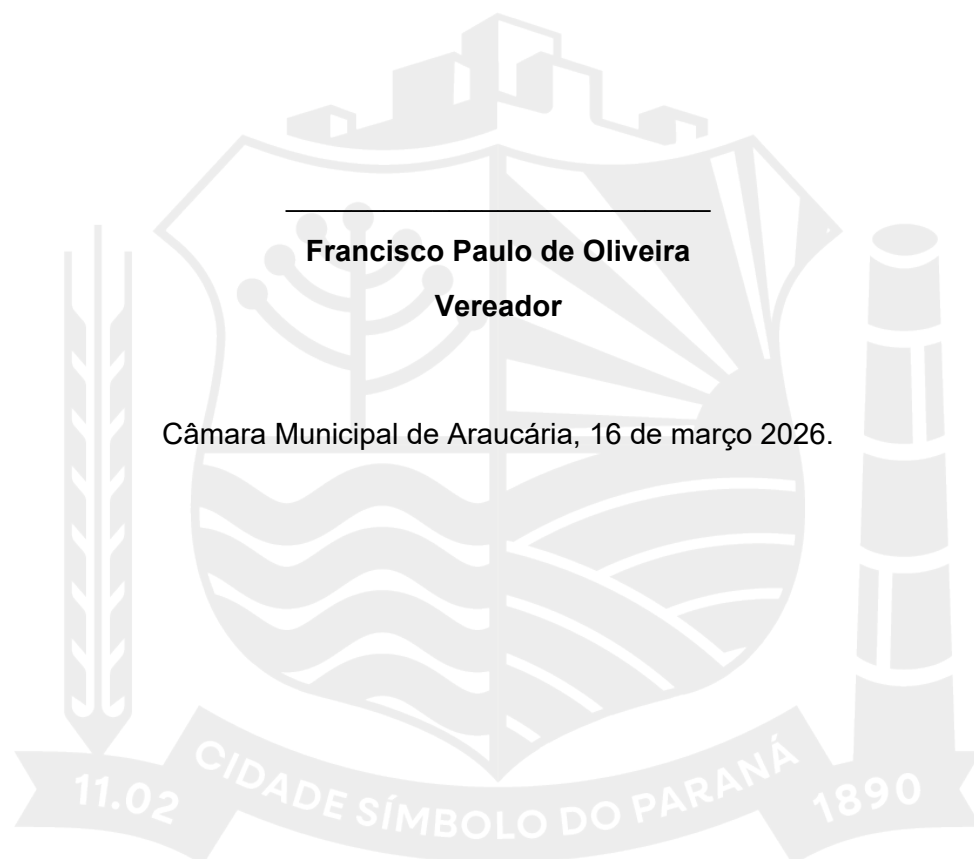 Francisco Paulo de Oliveira
Vereador
Câmara Municipal de Araucária, 16 de março 2026.
11.02
CIDADE SÍMBOLO DO PARANÁ
1890